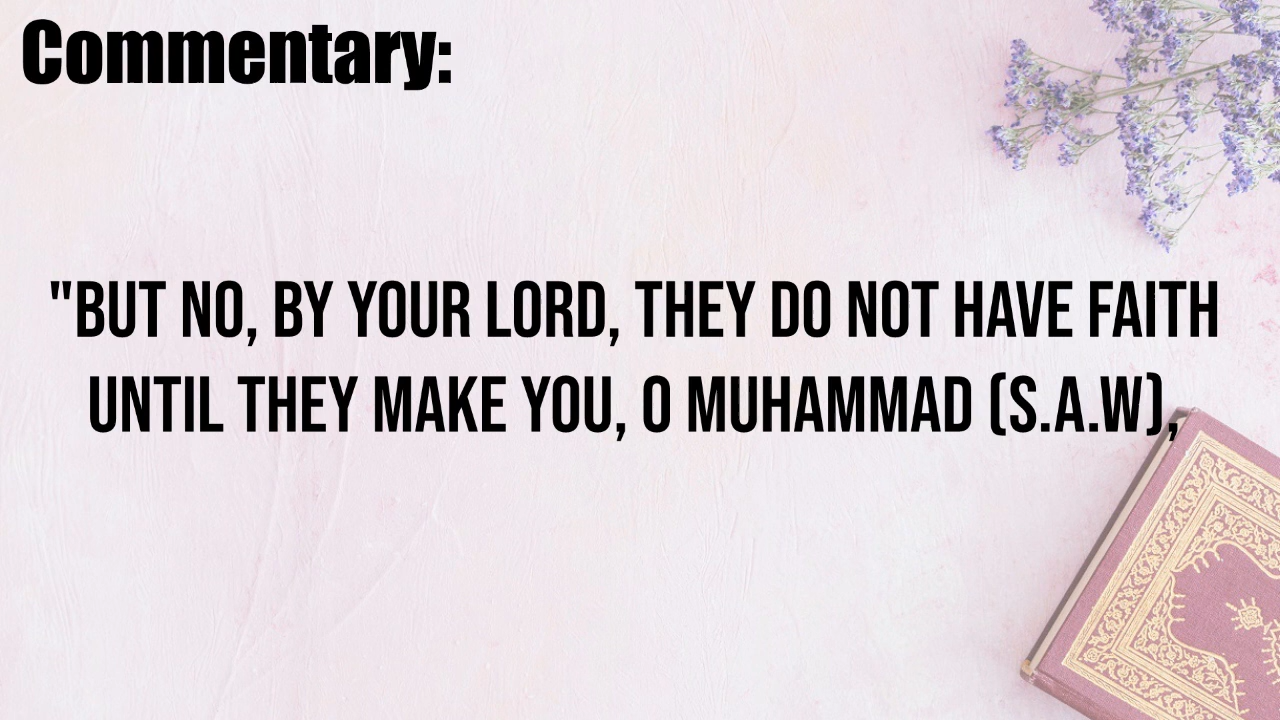 Commentary:
"BUT NO, BY YOUR LORD, THEY DO NOT HAVE FAITH
UNTIL THEY MAKE YOU, O MUHAMMAD (S.A.W),